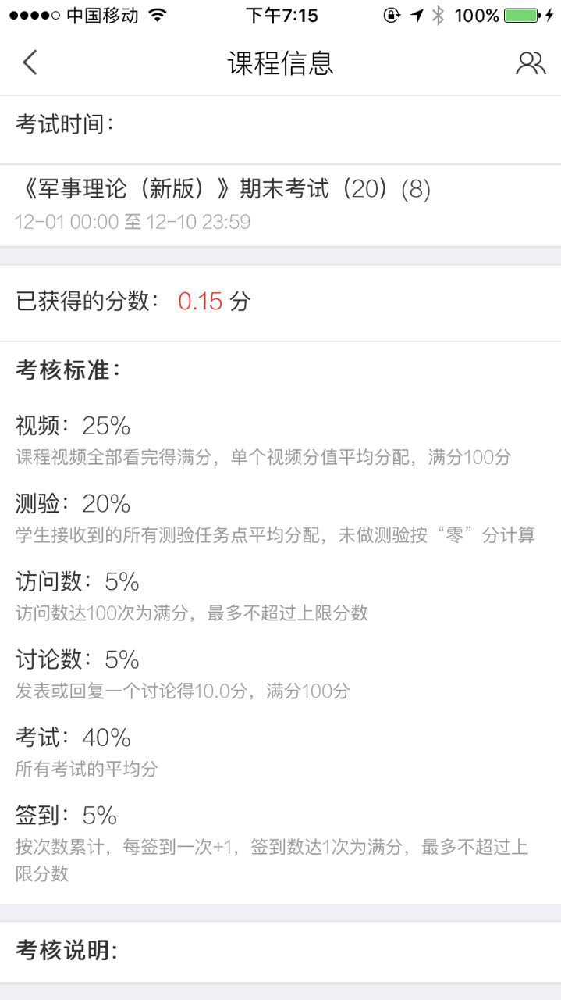 中国移动 下午7:15 100%
课程信息
考试时间：
《军事理论（新版）》期末考试（20）(8)
12-01 00:00 至 12-10 23:59
已获得的分数： 0.15 分
考核标准：
视频：25%
课程视频全部看完得满分，单个视频分值平均分配，满分100分
测验：20%
学生接收到的所有测验任务点平均分配，未做测验按“零”分计算
访问数：5%
访问数达100次为满分，最多不超过上限分数
讨论数：5%
发表或回复一个讨论得10.0分，满分100分
考试：40%
所有考试的平均分
签到：5%
按次数累计，每签到一次+1，签到数达1次为满分，最多不超过上
限分数
考核说明: